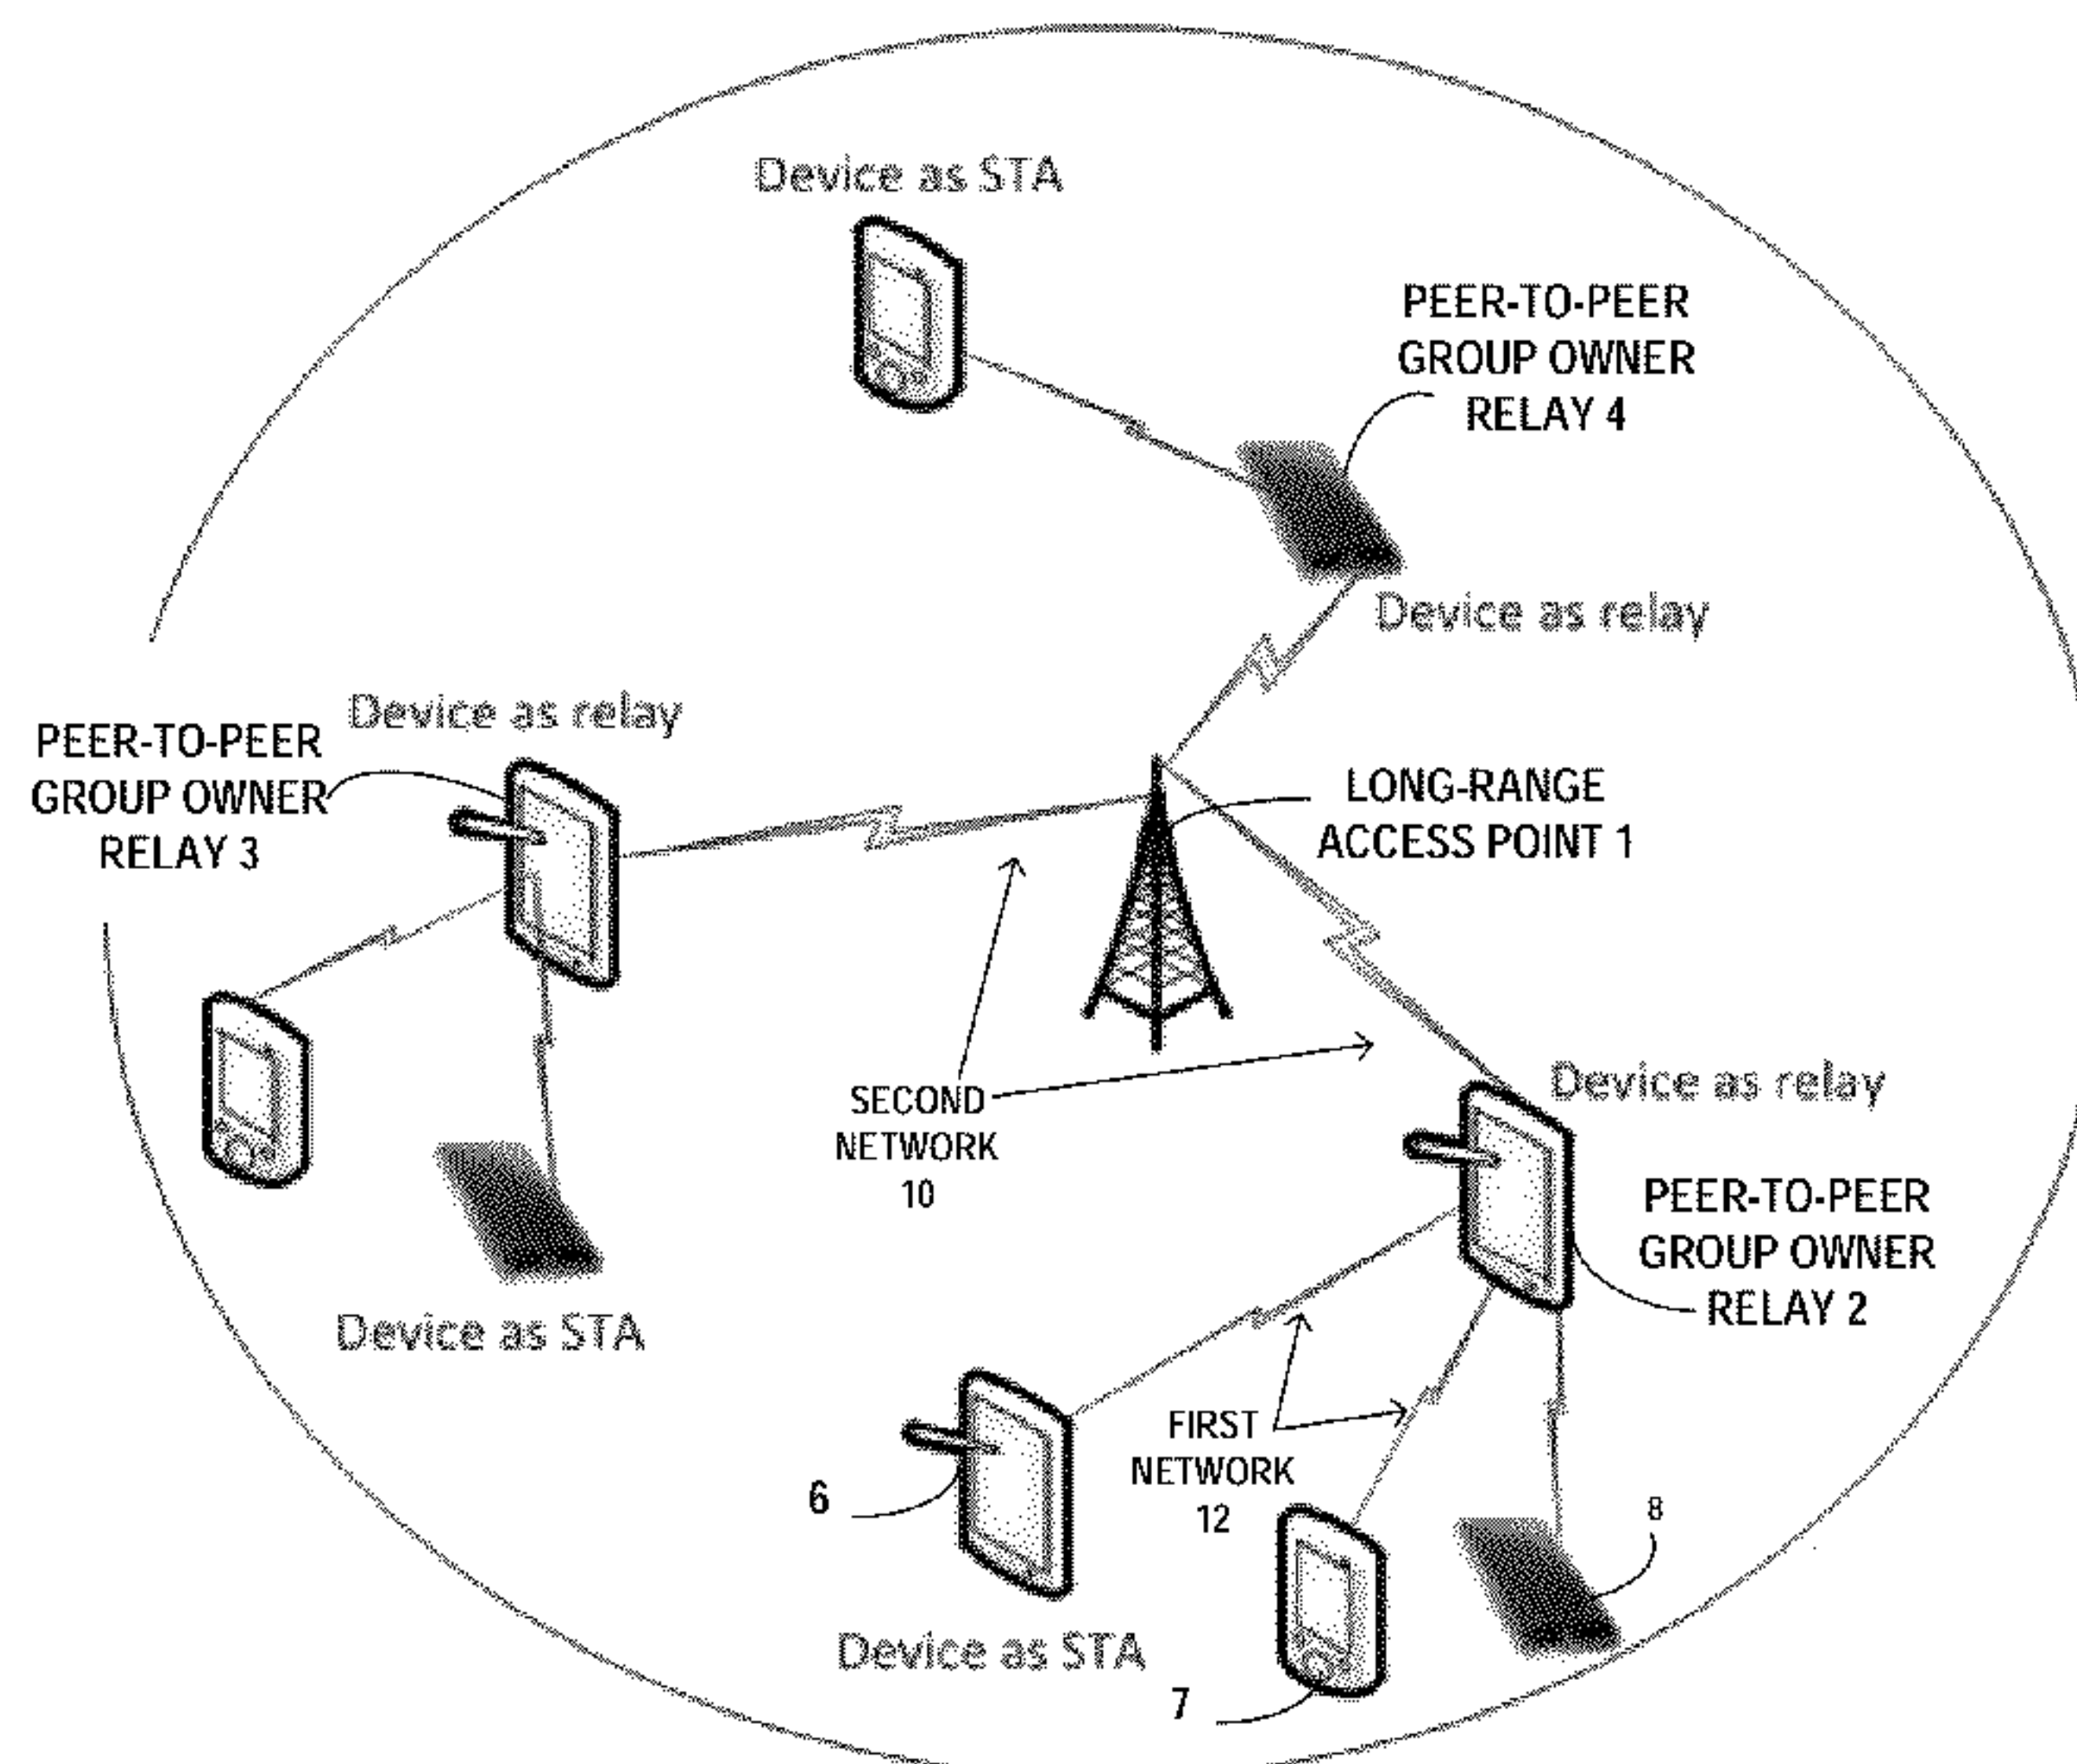 Device as STA
PEER-TO-PEER
GROUP OWNER
RELAY 4
Device as relay
Device as relay
PEER-TO-PEER
GROUP OWNER
RELAY 3
LONG-RANGE
ACCESS POINT 1
SECOND
NETWORK
10
Device as relay
PEER-TO-PEER
GROUP OWNER
RELAY 2
Device as STA
FIRST
NETWORK
12
6
8
Device as STA
7